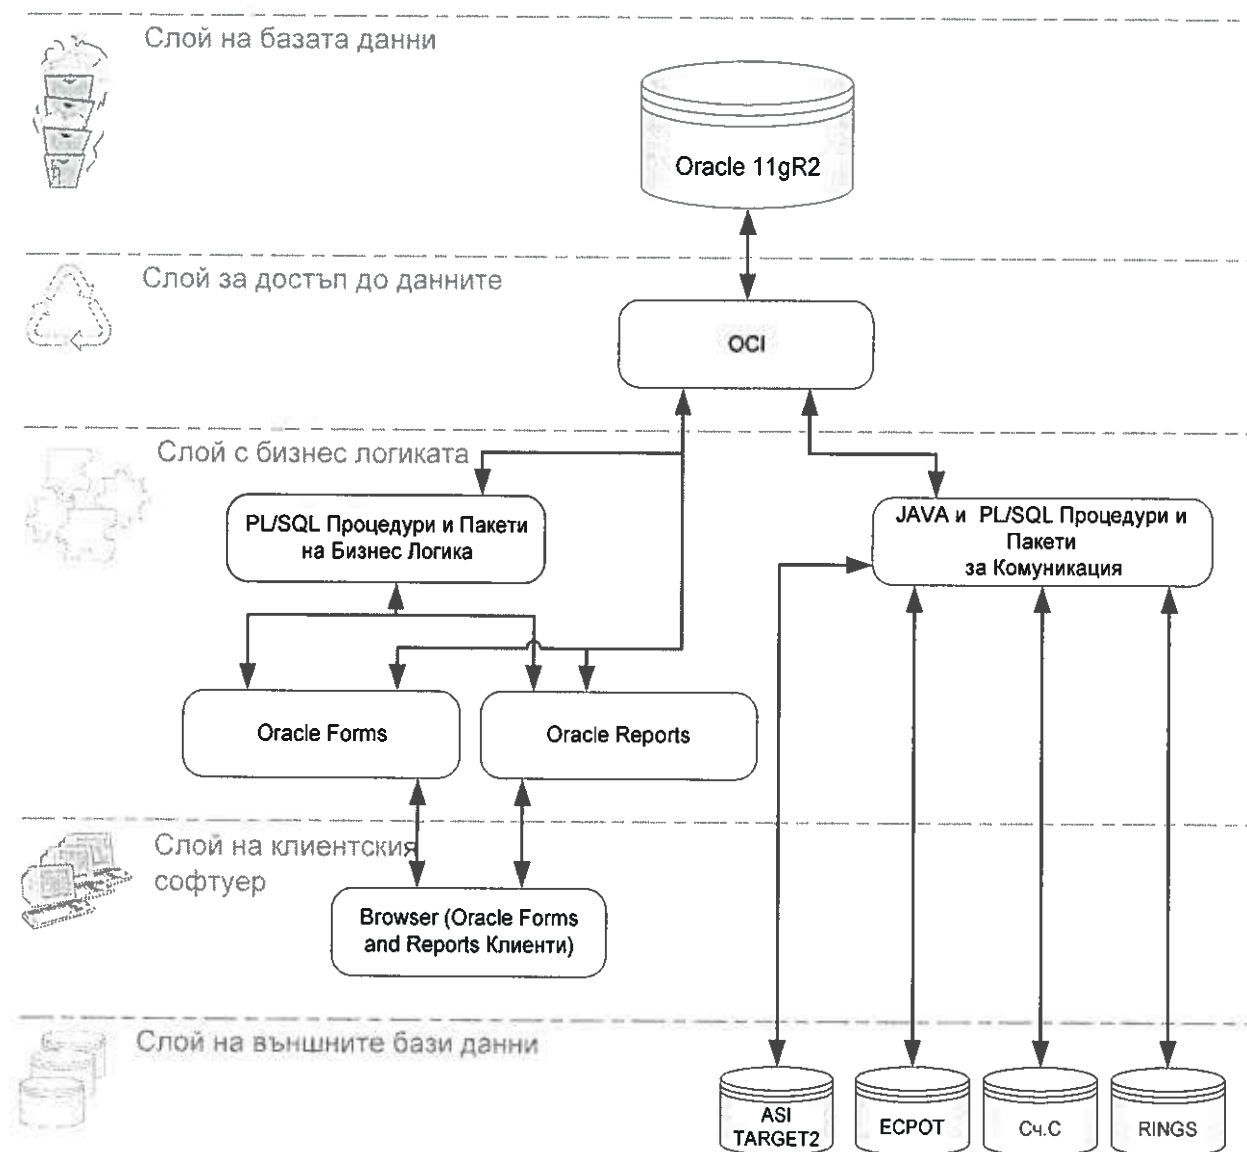 Слой на базата данни
Oracle 11gR2
Слой за достъп до данните
OCI
Слой с бизнес логиката
PL/SQL Процедури и Пакети
на Бизнес Логика
JAVA и PL/SQL Процедури и
Пакети
за Комуникация
Oracle Forms
Oracle Reports
Слой на клиентския
софтуер
Browser (Oracle Forms
and Reports Клиенти)
Слой на външните бази данни
ASI
TARGET2
ЕСРОТ
Сч.С
RINGS